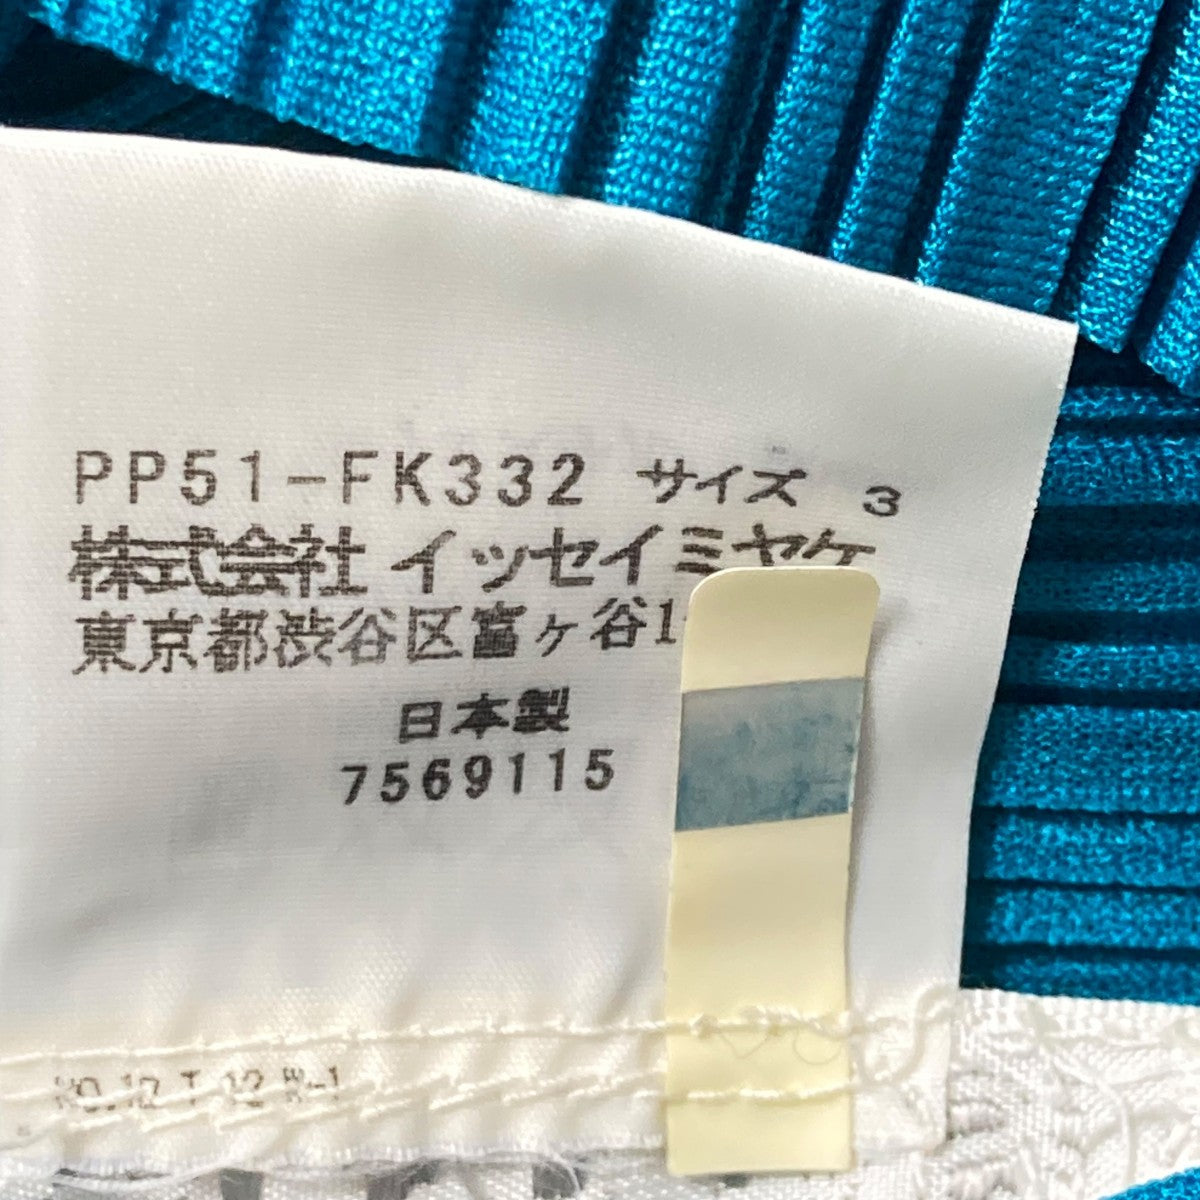 PP51-FK332 サイズ 3
株式会社 イッセイミヤケ
東京都渋谷区富ヶ谷1
日本製
7569115